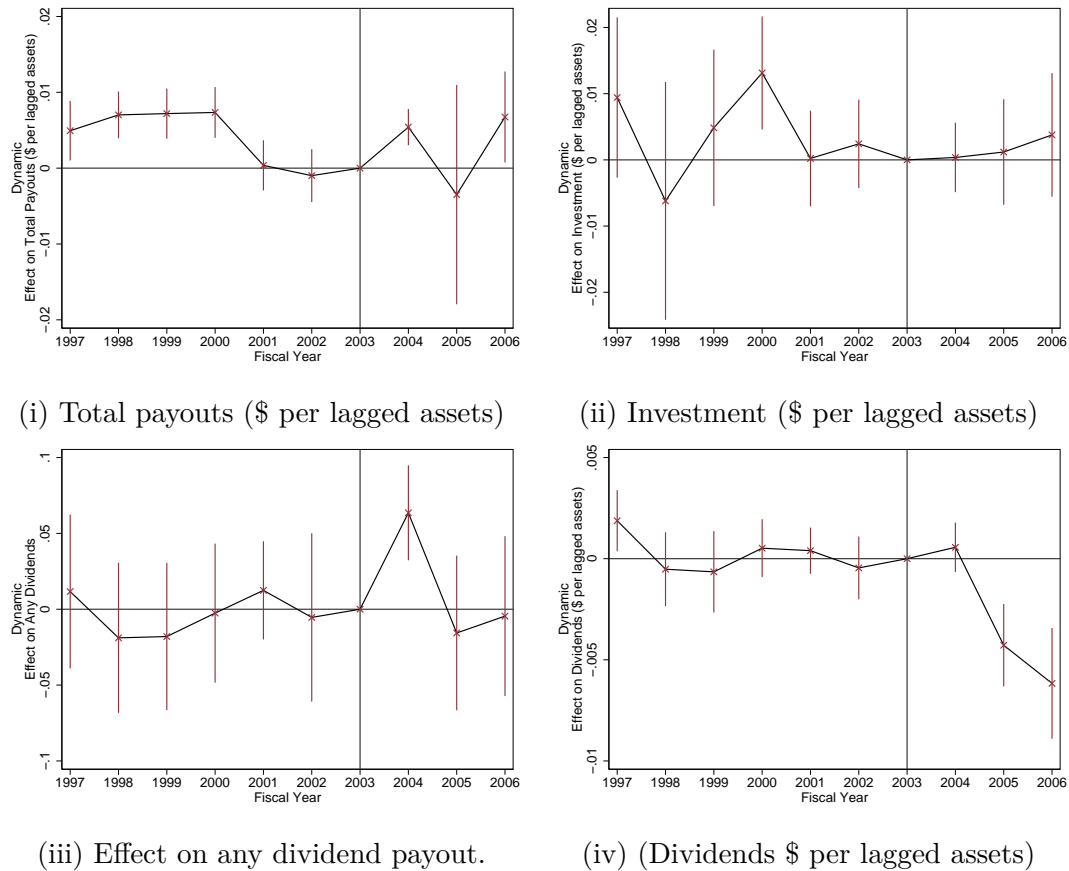 Dynamic
Effect on Total Payouts ($ per lagged assets)
.02
.01
0
-.01
-.02
1997 1998 1999 2000 2001 2002 2003 2004 2005 2006
Fiscal Year
(i) Total payouts ($ per lagged assets)
Dynamic
Effect on Investment ($ per lagged assets)
.02
.01
0
-.01
-.02
1997 1998 1999 2000 2001 2002 2003 2004 2005 2006
Fiscal Year
(ii) Investment ($ per lagged assets)
Dynamic
Effect on Any Dividends
.1
.05
0
-.05
-.1
1997 1998 1999 2000 2001 2002 2003 2004 2005 2006
Fiscal Year
(iii) Effect on any dividend payout.
Dynamic
Effect on Dividends ($ per lagged assets)
.005
0
-.005
-.01
1997 1998 1999 2000 2001 2002 2003 2004 2005 2006
Fiscal Year
(iv) (Dividends $ per lagged assets)